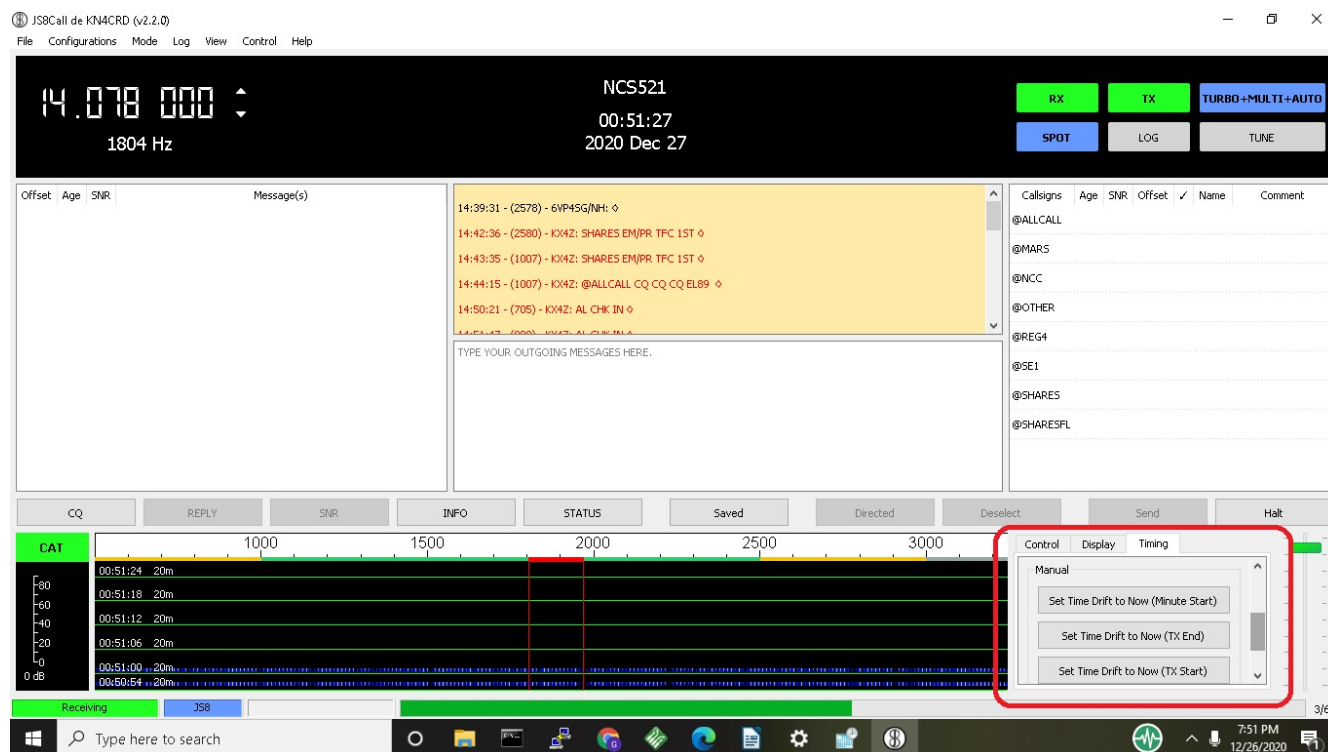 JS8Call de KN4CRD (v2.2.0)
File Configurations Mode Log View Control Help
14.078 000
1804 Hz
NCS521
00:51:27
2020 Dec 27
RX TX TURBO+MULTI+AUTO
SPOT LOG TUNE
Offset Age SNR Message(s)
14:39:31 - (2578) - 6VP4SG/NH: ◊
14:42:36 - (2580) - KX4Z: SHARES EM/PR TFC 1ST ◊
14:43:35 - (1007) - KX4Z: SHARES EM/PR TFC 1ST ◊
14:44:15 - (1007) - KX4Z: @ALLCALL CQ CQ CQ EL89 ◊
14:50:21 - (705) - KX4Z: AL CHK IN ◊
TYPE YOUR OUTGOING MESSAGES HERE.
Callsigns Age SNR Offset ✓ Name Comment
@ALLCALL
@MARS
@NCC
@OTHER
@REG4
@SE1
@SHARES
@SHARESFL
CQ REPLY SNR INFO STATUS Saved Directed Deselect Send Halt
CAT
80
60
40
20
0
0 dB
1000 1500 2000 2500 3000
00:51:24 20m
00:51:18 20m
00:51:12 20m
00:51:06 20m
00:51:00 20m
00:50:54 20m
Control Display Timing
Manual
Set Time Drift to Now (Minute Start)
Set Time Drift to Now (TX End)
Set Time Drift to Now (TX Start)
Receiving JS8
3/6
Type here to search
7:51 PM
12/26/2020